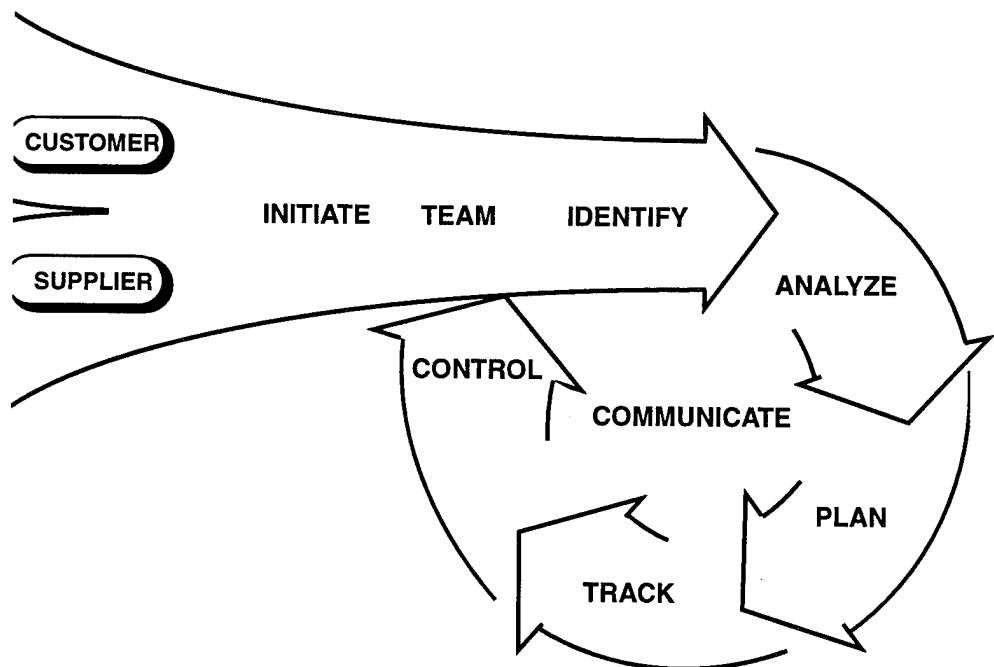 CUSTOMER
INITIATE TEAM IDENTIFY
SUPPLIER
ANALYZE
CONTROL
COMMUNICATE
PLAN
TRACK